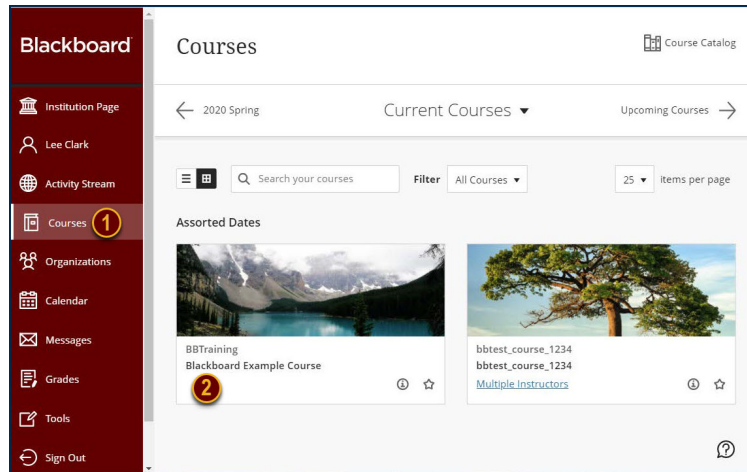 Blackboard
Institution Page
Lee Clark
Activity Stream
Courses 1
Organizations
Calendar
Messages
Grades
Tools
Sign Out
Courses
Course Catalog
2020 Spring
Current Courses
Upcoming Courses
Search your courses
Filter All Courses
25 items per page
Assorted Dates
BBTraining
Blackboard Example Course
2
bbtest_course_1234
bbtest_course_1234
Multiple Instructors